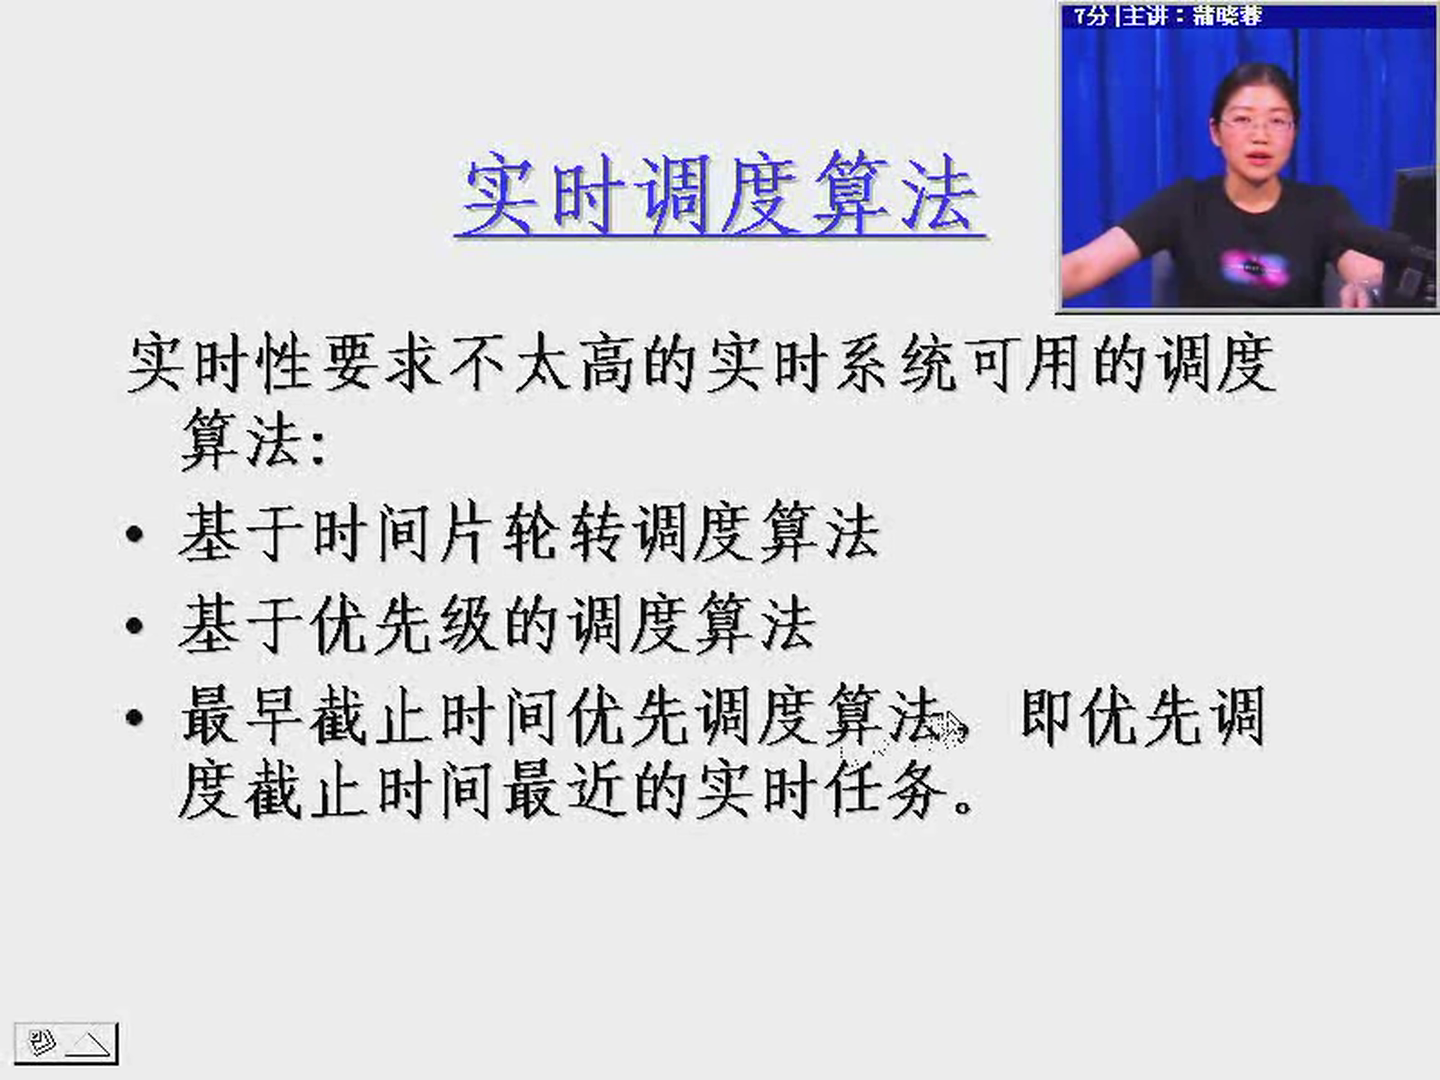 7分|主讲：蒲晓蓉
实时调度算法
实时性要求不太高的实时系统可用的调度
算法:
• 基于时间片轮转调度算法
• 基于优先级的调度算法
• 最早截止时间优先调度算法，即优先调
度截止时间最近的实时任务。